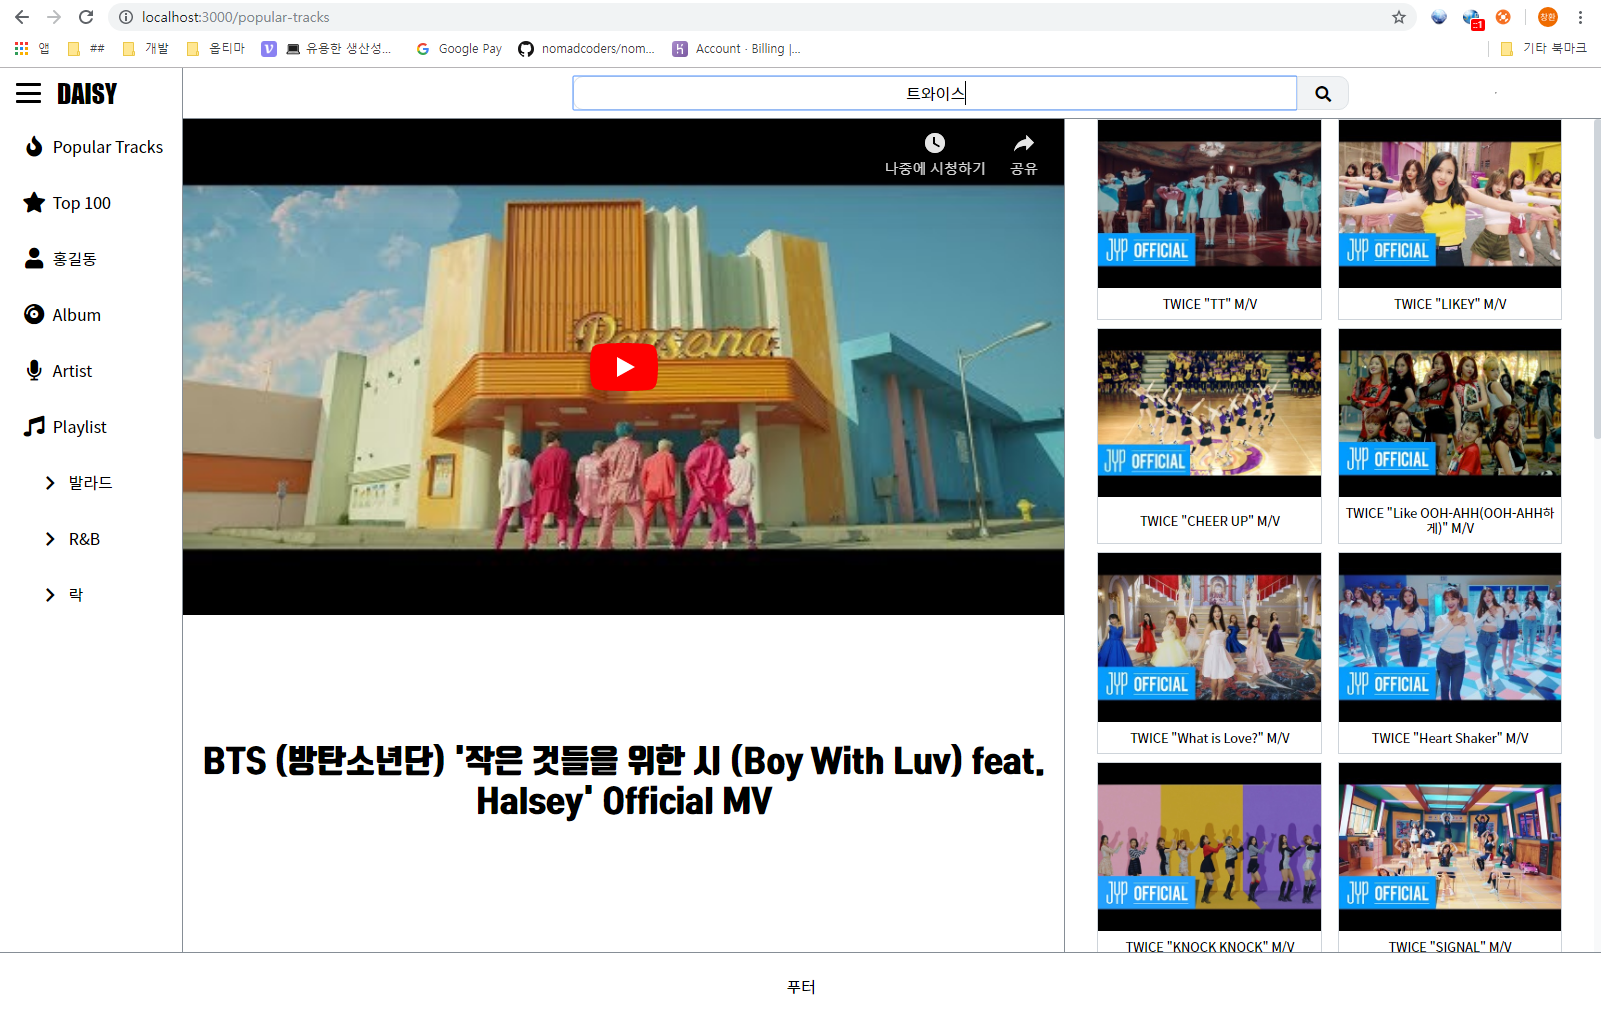 localhost:3000/popular-tracks
앱
##
개발
옵티마
유용한 생산성...
Google Pay
nomadcoders/nom...
Account · Billing |...
기타 북마크
창환
-1
DAISY
트와이스
Popular Tracks
Top 100
홍길동
Album
Artist
Playlist
발라드
R&B
락
나중에 시청하기
공유
Persona
BTS (방탄소년단) '작은 것들을 위한 시 (Boy With Luv) feat.
Halsey' Official MV
JYP OFFICIAL
TWICE "TT" M/V
JYP OFFICIAL
TWICE "LIKEY" M/V
JYP OFFICIAL
TWICE "CHEER UP" M/V
JYP OFFICIAL
TWICE "Like OOH-AHH(OOH-AHH하
게)" M/V
JYP OFFICIAL
TWICE "What is Love?" M/V
JYP OFFICIAL
TWICE "Heart Shaker" M/V
JYP OFFICIAL
TWICE "KNOCK KNOCK" M/V
JYP OFFICIAL
TWICE "SIGNAL" M/V
푸터